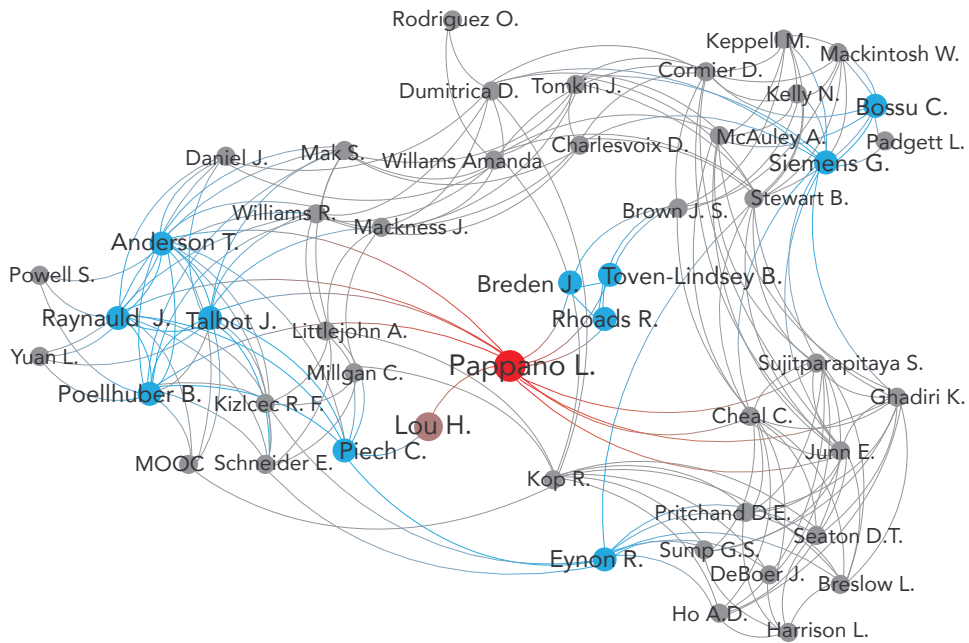 Rodriguez O.
Keppell M.
Mackintosh W.
Cormier D.
Dumitrica D.
Tomkin J.
Kelly N.
Bossu C.
McAuley A.
Padgett L.
Daniel J.
Mak S.
Willams Amanda
Charlesvoix D.
Siemens G.
Stewart B.
Williams R.
Mackness J.
Brown J. S.
Anderson T.
Powell S.
Breden J.
Toven-Lindsey B.
Raynauld J.
Talbot J.
Rhoads R.
Littlejohn A.
Yuan L.
Pappano L.
Sujitparapitaya S.
Millgan C.
Poellhuber B.
Kizlcec R. F.
Ghadiri K.
Cheal C.
Lou H.
Piech C.
Junn E.
MOOC
Schneider E.
Kop R.
Pritchand D.E.
Seaton D.T.
Sump G.S.
Eynon R.
DeBoer J.
Breslow L.
Ho A.D.
Harrison L.